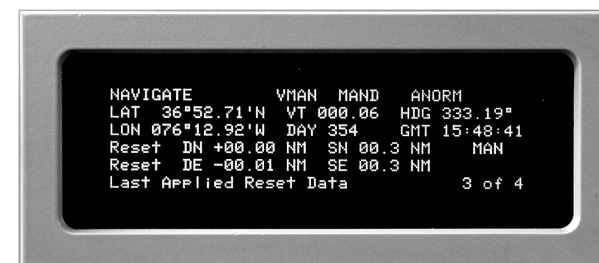 NAVIGATE VMAN MAND ANORM
LAT 36°52.71'N VT 000.06 HDG 333.19°
LON 076°12.92'W DAY 354 GMT 15:48:41
Reset DN +00.00 NM SN 00.3 NM MAN
Reset DE -00.01 NM SE 00.3 NM
Last Applied Reset Data 3 of 4